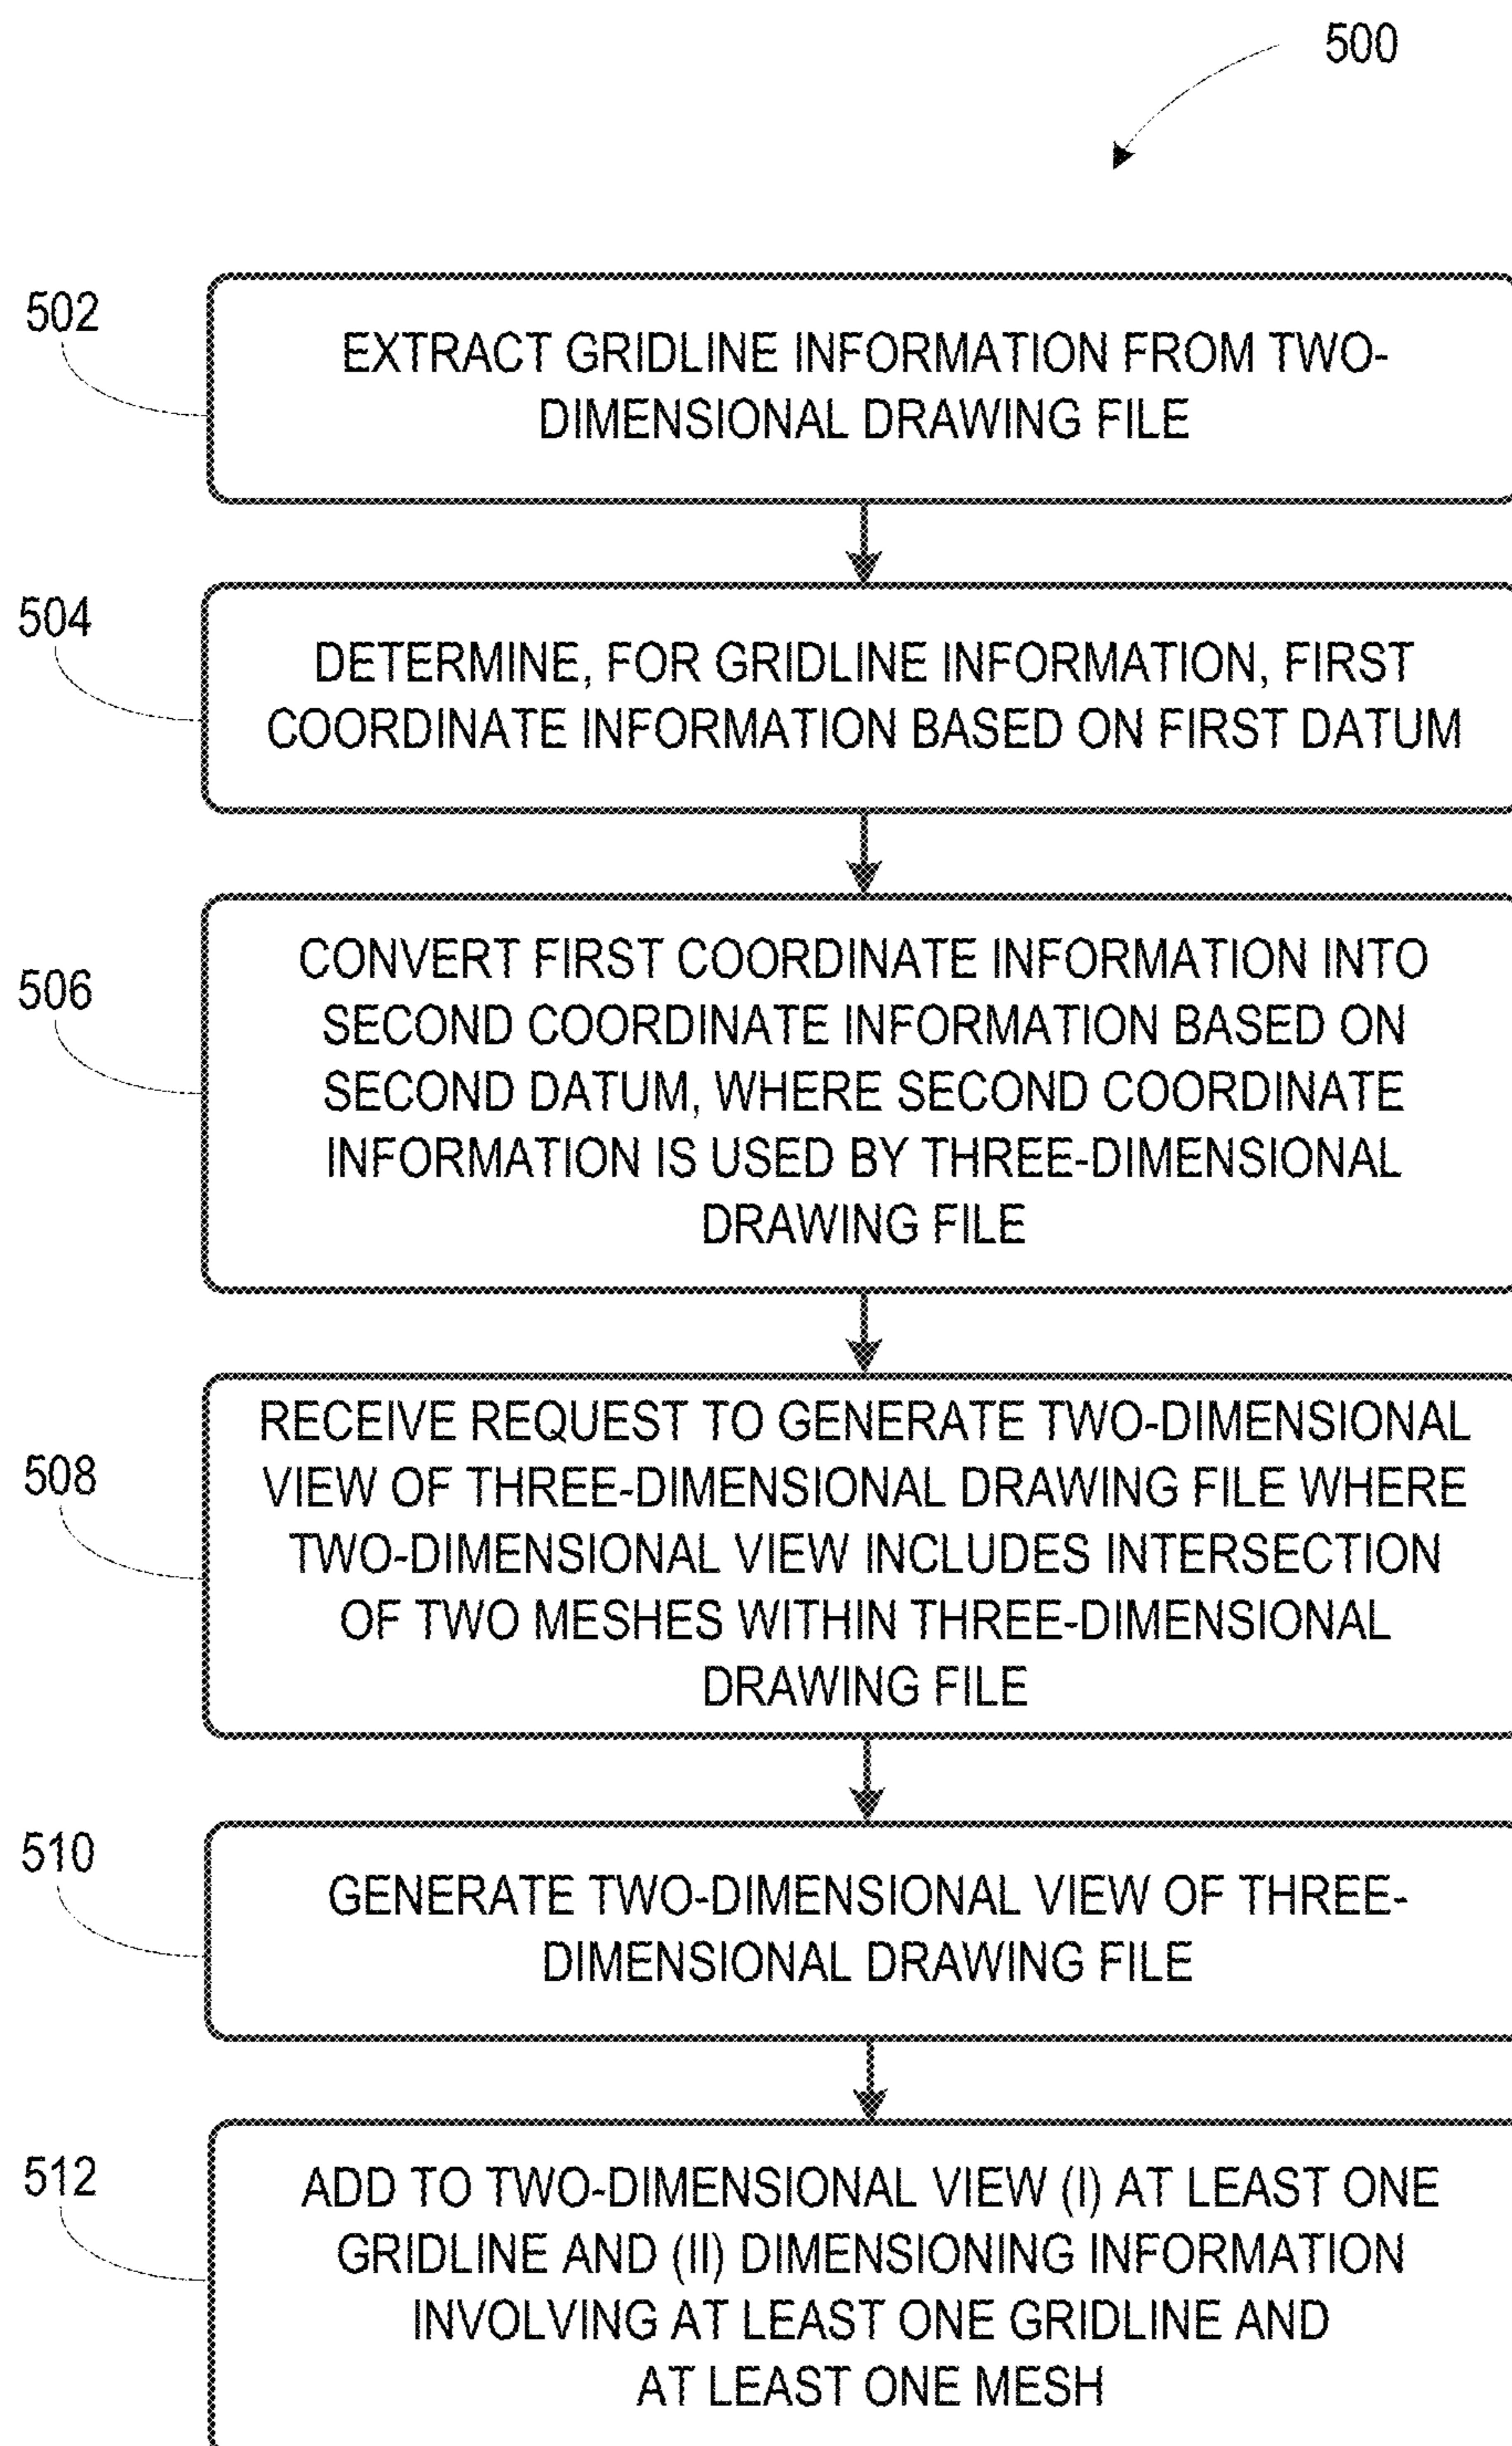 500
502
EXTRACT GRIDLINE INFORMATION FROM TWO-
DIMENSIONAL DRAWING FILE
504
DETERMINE, FOR GRIDLINE INFORMATION, FIRST
COORDINATE INFORMATION BASED ON FIRST DATUM
506
CONVERT FIRST COORDINATE INFORMATION INTO
SECOND COORDINATE INFORMATION BASED ON
SECOND DATUM, WHERE SECOND COORDINATE
INFORMATION IS USED BY THREE-DIMENSIONAL
DRAWING FILE
508
RECEIVE REQUEST TO GENERATE TWO-DIMENSIONAL
VIEW OF THREE-DIMENSIONAL DRAWING FILE WHERE
TWO-DIMENSIONAL VIEW INCLUDES INTERSECTION
OF TWO MESHES WITHIN THREE-DIMENSIONAL
DRAWING FILE
510
GENERATE TWO-DIMENSIONAL VIEW OF THREE-
DIMENSIONAL DRAWING FILE
512
ADD TO TWO-DIMENSIONAL VIEW (I) AT LEAST ONE
GRIDLINE AND (II) DIMENSIONING INFORMATION
INVOLVING AT LEAST ONE GRIDLINE AND
AT LEAST ONE MESH